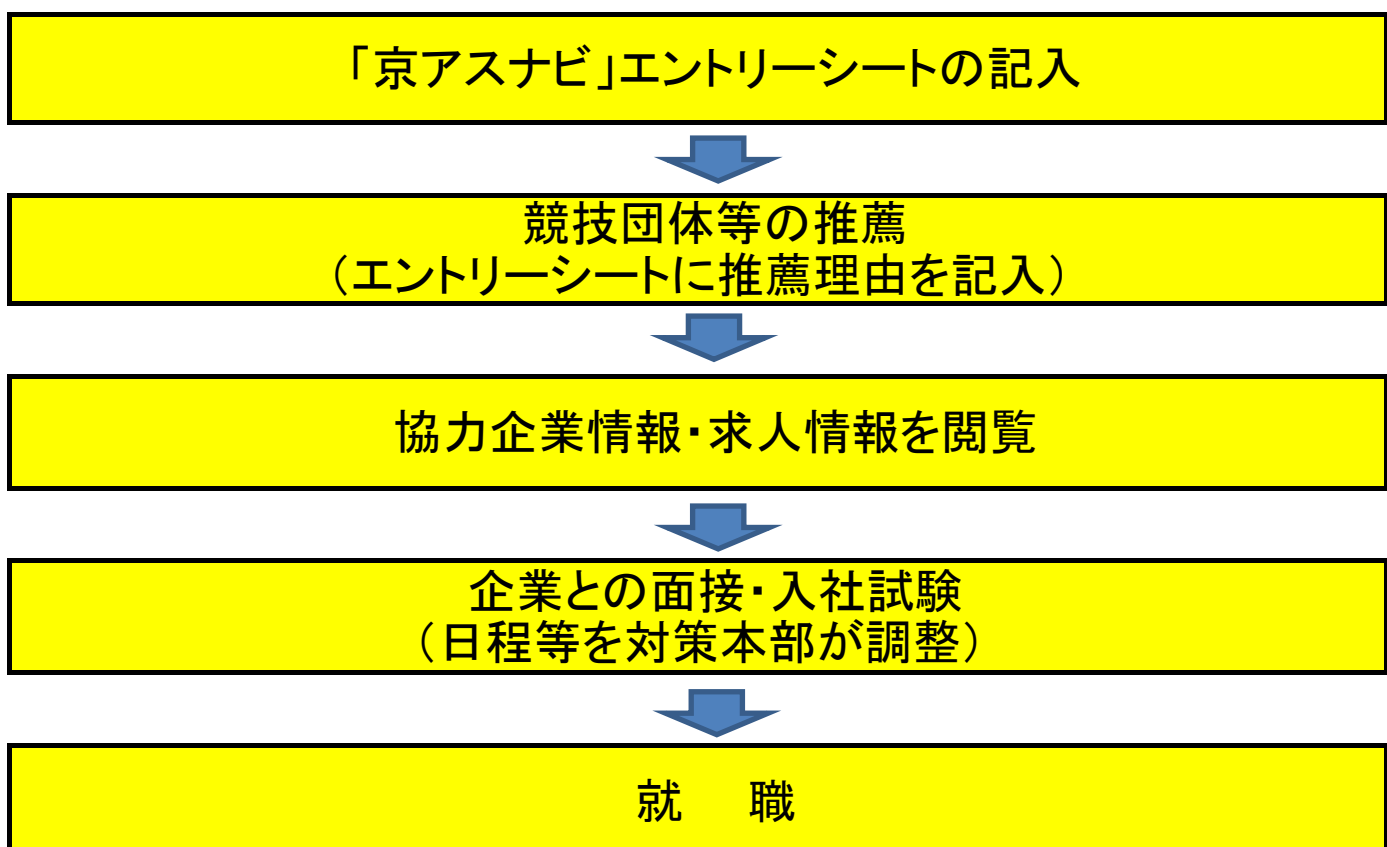 「京アスナビ」エントリーシートの記入
競技団体等の推薦
（エントリーシートに推薦理由を記入）
協力企業情報・求人情報を閲覧
企業との面接・入社試験
（日程等を対策本部が調整）
就　職